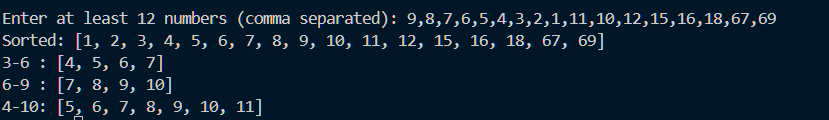 Enter at least 12 numbers (comma separated): 9,8,7,6,5,4,3,2,1,11,10,12,15,16,18,67,69
Sorted: [1, 2, 3, 4, 5, 6, 7, 8, 9, 10, 11, 12, 15, 16, 18, 67, 69]
3-6 : [4, 5, 6, 7]
6-9 : [7, 8, 9, 10]
4-10: [5, 6, 7, 8, 9, 10, 11]